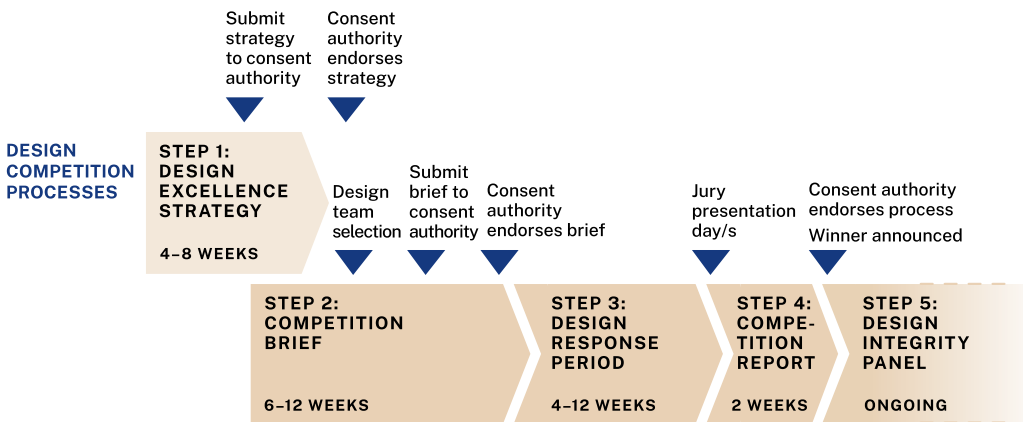 Submit
strategy
to consent
authority
Consent
authority
endorses
strategy
DESIGN
COMPETITION
PROCESSES
STEP 1:
DESIGN
EXCELLENCE
STRATEGY
4–8 WEEKS
Design
team
selection
Submit
brief to
consent
authority
Consent
authority
endorses brief
Jury
presentation
day/s
Consent authority
endorses process
Winner announced
STEP 2:
COMPETITION
BRIEF
6–12 WEEKS
STEP 3:
DESIGN
RESPONSE
PERIOD
4–12 WEEKS
STEP 4:
COMPE-
TITION
REPORT
2 WEEKS
STEP 5:
DESIGN
INTEGRITY
PANEL
ONGOING